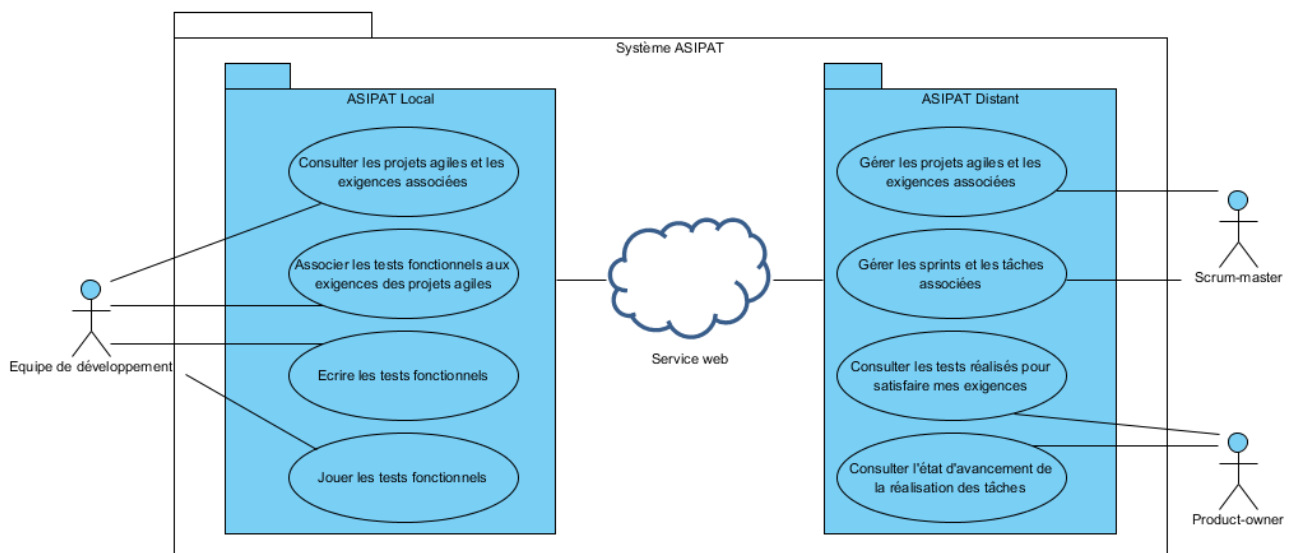 Système ASIPAT
ASIPAT Local
Consulter les projets agiles et les
exigences associées
Associer les tests fonctionnels aux
exigences des projets agiles
Ecrire les tests fonctionnels
Jouer les tests fonctionnels
Equipe de développement
Service web
ASIPAT Distant
Gérer les projets agiles et les
exigences associées
Gérer les sprints et les tâches
associées
Consulter les tests réalisés pour
satisfaire mes exigences
Consulter l'état d'avancement de
la réalisation des tâches
Scrum-master
Product-owner